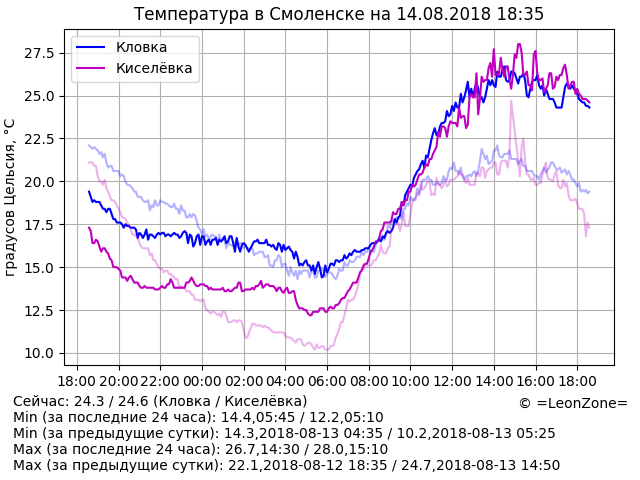 Температура в Смоленске на 14.08.2018 18:35
Кловка
Киселёвка
градусов Цельсия, °C
27.5
25.0
22.5
20.0
17.5
15.0
12.5
10.0
18:00 20:00 22:00 00:00 02:00 04:00 06:00 08:00 10:00 12:00 14:00 16:00 18:00
Сейчас: 24.3 / 24.6 (Кловка / Киселёвка)
© =LeonZone=
Min (за последние 24 часа): 14.4,05:45 / 12.2,05:10
Min (за предыдущие сутки): 14.3,2018-08-13 04:35 / 10.2,2018-08-13 05:25
Max (за последние 24 часа): 26.7,14:30 / 28.0,15:10
Max (за предыдущие сутки): 22.1,2018-08-12 18:35 / 24.7,2018-08-13 14:50